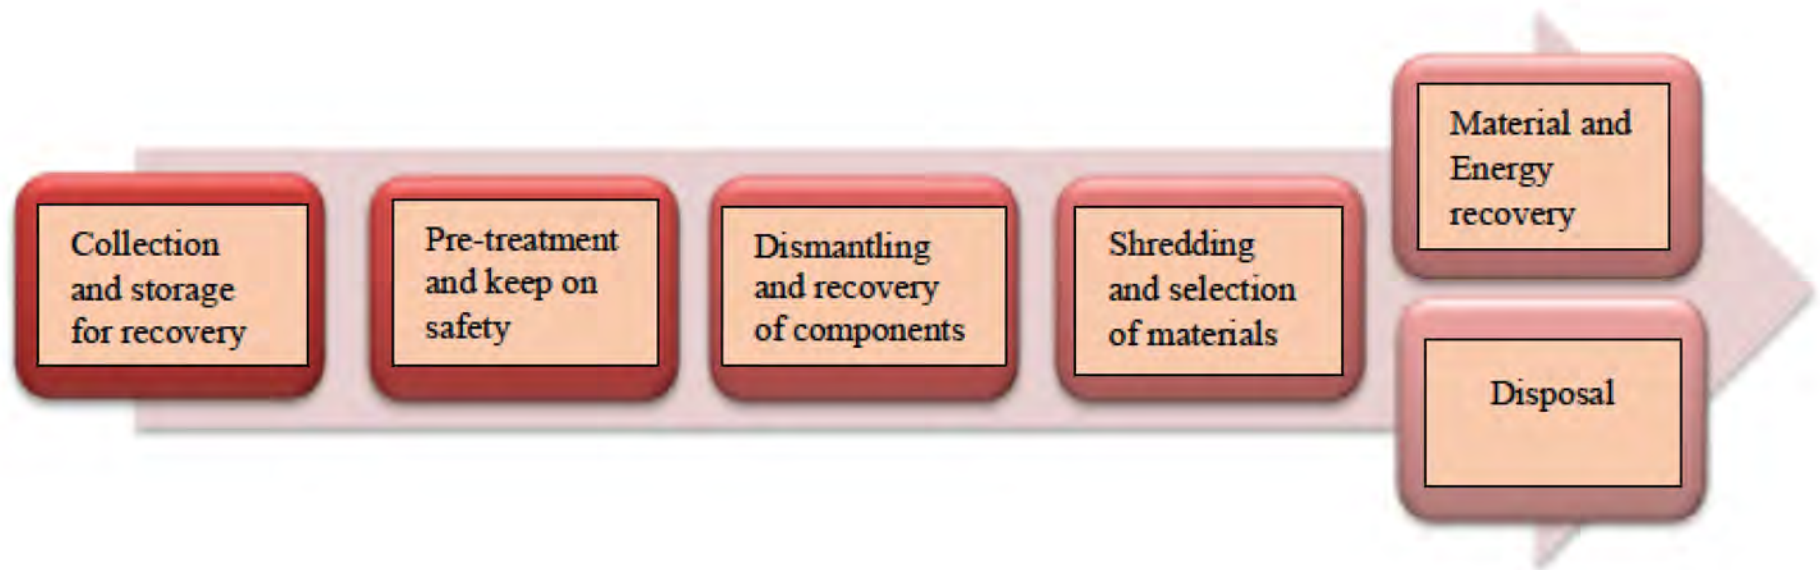 Collection
and storage
for recovery
Pre-treatment
and keep on
safety
Dismantling
and recovery
of components
Shredding
and selection
of materials
Material and
Energy
recovery
Disposal